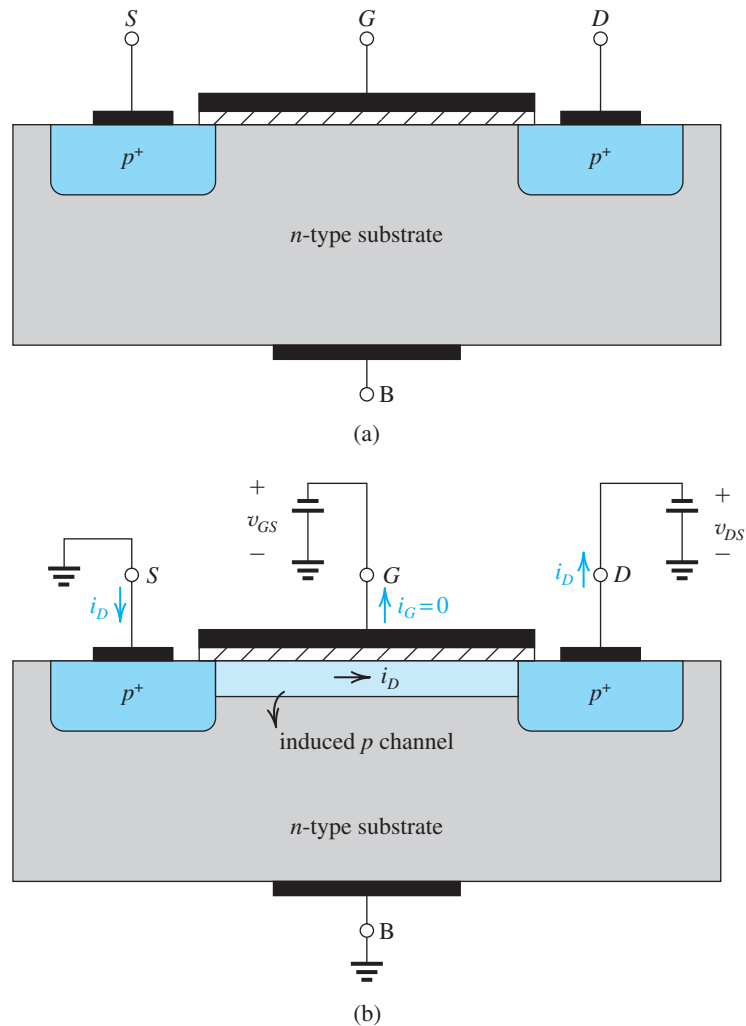 S G D
p+ p+
n-type substrate
B
(a)
+ +
vGS vDS
− −
S G D
iD iG = 0 iD
p+ iD p+
induced p channel
n-type substrate
B
(b)